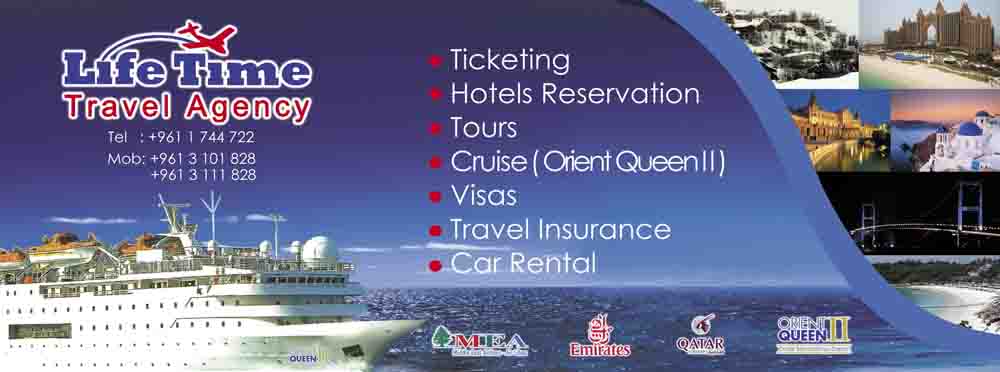 Life Time
Travel Agency
Tel : +961 1 744 722
Mob: +961 3 101 828
+961 3 111 828
Ticketing
Hotels Reservation
Tours
Cruise ( Orient Queen II )
Visas
Travel Insurance
Car Rental
QUEEN II
MEA
Emirates
QATAR
ORIENT
QUEEN II